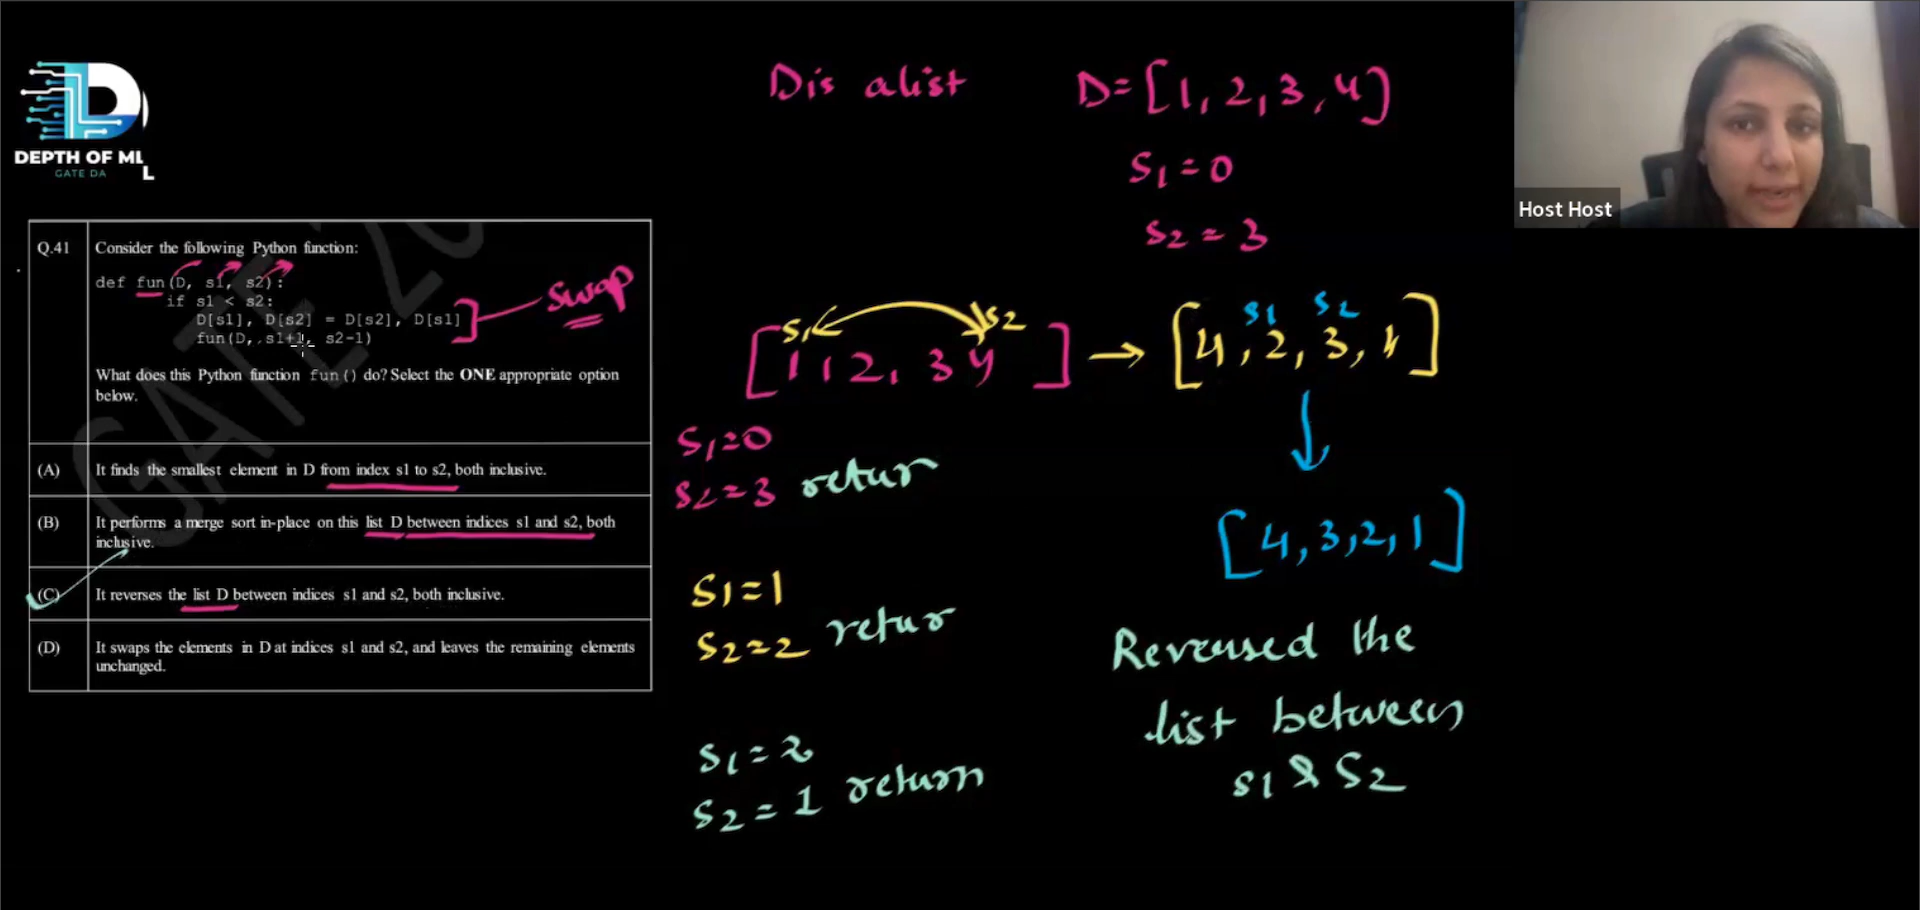 DEPTH OF ML
L
GATE DA
Q.41
Consider the following Python function:
def fun(D, s1, s2):
if s1 < s2:
D[s1], D[s2] = D[s2], D[s1]
fun(D, s1+1, s2-1)
What does this Python function fun() do? Select the ONE appropriate option
below.
(A)
It finds the smallest element in D from index s1 to s2, both inclusive.
(B)
It performs a merge sort in-place on this list D between indices s1 and s2, both
inclusive.
(C)
It reverses the list D between indices s1 and s2, both inclusive.
(D)
It swaps the elements in D at indices s1 and s2, and leaves the remaining elements
unchanged.
Swap
D is a list
D=[1, 2, 3, 4]
S1=0
S2=3
S1 S2
[1, 2, 3 4] → [4, 2, 3, 1]
S1 S2
S1=0
S2=3 retur
[4, 3, 2, 1]
S1=1
S2=2 retur
Reversed the
list between
S1 & S2
S1=2
S2=1 return
Host Host